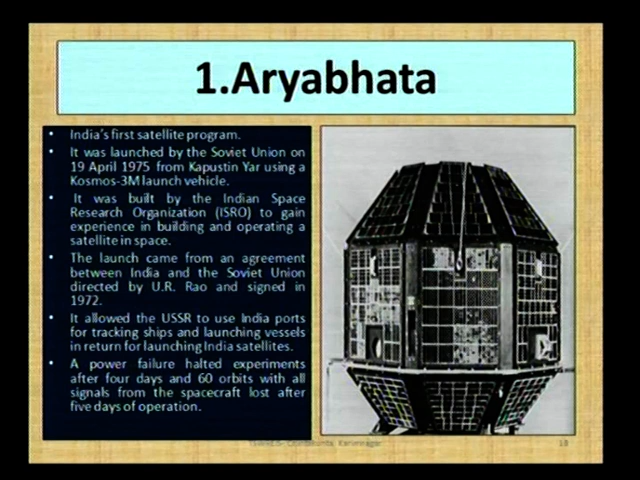 1.Aryabhata
• India's first satellite program.
• It was launched by the Soviet Union on
19 April 1975 from Kapustin Yar using a
Kosmos-3M launch vehicle.
• It was built by the Indian Space
Research Organization (ISRO) to gain
experience in building and operating a
satellite in space.
• The launch came from an agreement
between India and the Soviet Union
directed by U.R. Rao and signed in
1972.
• It allowed the USSR to use India ports
for tracking ships and launching vessels
in return for launching India satellites.
• A power failure halted experiments
after four days and 60 orbits with all
signals from the spacecraft lost after
five days of operation.
Karimnagar
18